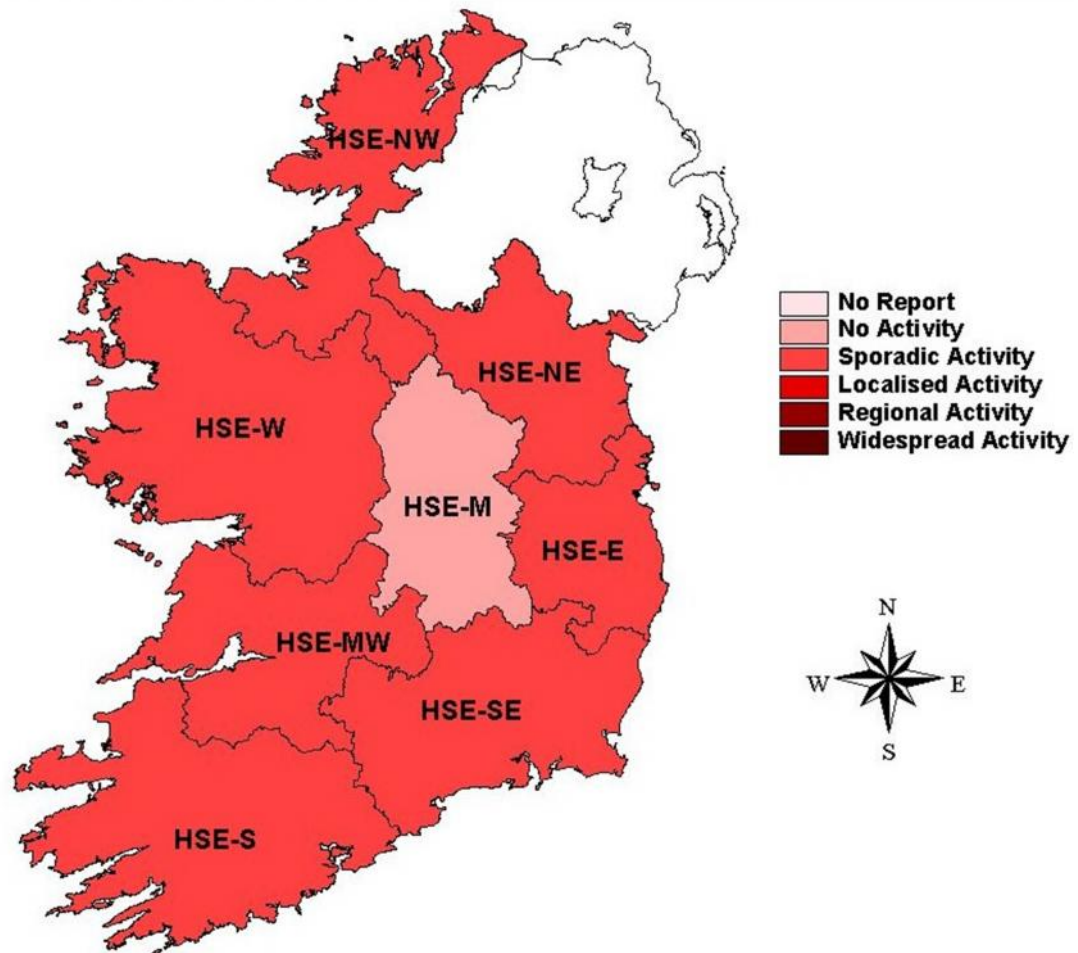 HSE-NW
No Report
No Activity
Sporadic Activity
Localised Activity
Regional Activity
Widespread Activity
HSE-NE
HSE-W
HSE-M
HSE-E
HSE-MW
HSE-SE
HSE-S
N
W E
S